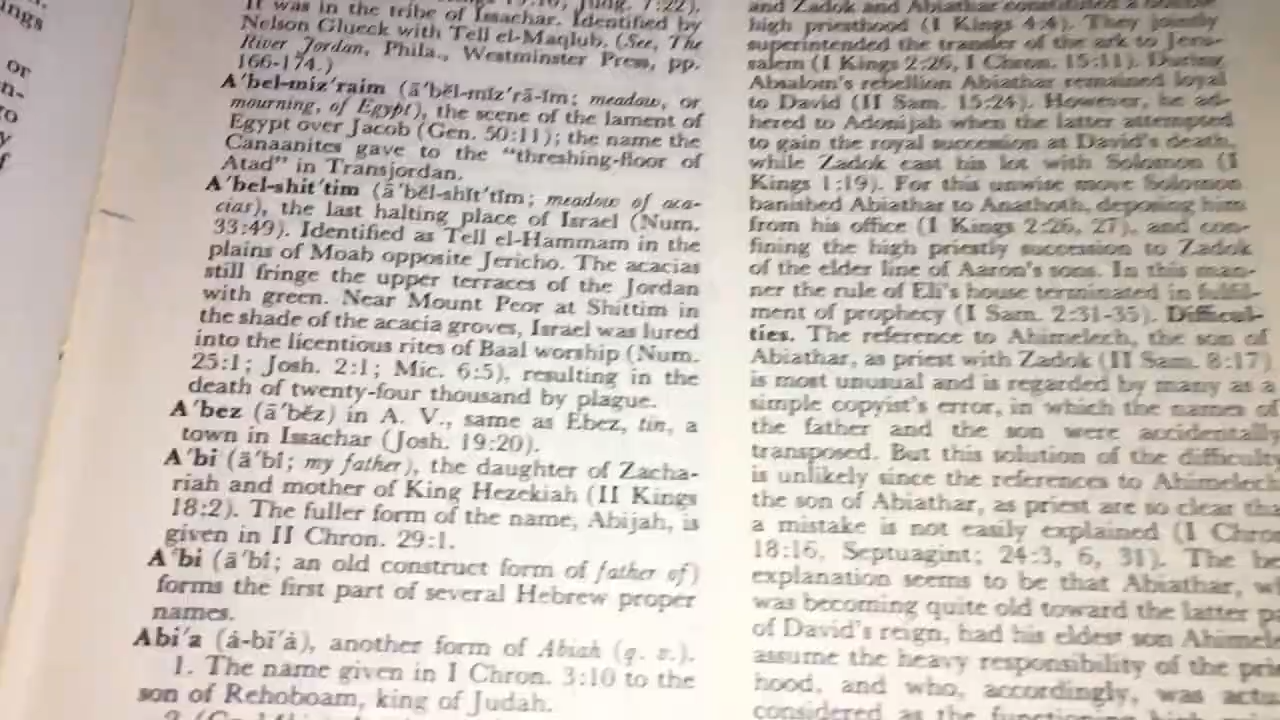 ings
or
n-
ro
y
f
It was in the tribe of Issachar. Identified by
Nelson Glueck with Tell el-Maqlub. (See, The
River Jordan, Phila., Westminster Press, pp.
166-174.)
A′bel-miz′raim (ā′bĕl-mĭz′rā-ĭm; meadow, or
mourning, of Egypt), the scene of the lament of
Egypt over Jacob (Gen. 50:11); the name the
Canaanites gave to the "threshing-floor of
Atad" in Transjordan.
A′bel-shit′tim (ā′bĕl-shĭt′tĭm; meadow of aca-
cias), the last halting place of Israel (Num.
33:49). Identified as Tell el-Hammam in the
plains of Moab opposite Jericho. The acacias
still fringe the upper terraces of the Jordan
with green. Near Mount Peor at Shittim in
the shade of the acacia groves, Israel was lured
into the licentious rites of Baal worship (Num.
25:1; Josh. 2:1; Mic. 6:5), resulting in the
death of twenty-four thousand by plague.
A′bez (ā′bĕz) in A. V., same as Ebez, tin, a
town in Issachar (Josh. 19:20).
A′bi (ā′bī; my father), the daughter of Zacha-
riah and mother of King Hezekiah (II Kings
18:2). The fuller form of the name, Abijah, is
given in II Chron. 29:1.
A′bi (ā′bī; an old construct form of father of)
forms the first part of several Hebrew proper
names.
Abi′a (á-bī′á), another form of Abiah (q. v.).
1. The name given in I Chron. 3:10 to the
son of Rehoboam, king of Judah.
and Zadok and Abiathar constituted a
high priesthood (I Kings 4:4). They jointly
superintended the transfer of the ark to Jeru-
salem (I Kings 2:26, I Chron. 15:11). During
Absalom's rebellion Abiathar remained loyal
to David (II Sam. 15:24). However, he ad-
hered to Adonijah when the latter attempted
to gain the royal succession at David's death,
while Zadok cast his lot with Solomon (I
Kings 1:19). For this unwise move Solomon
banished Abiathar to Anathoth, deposing him
from his office (I Kings 2:26, 27), and con-
fining the high priestly succession to Zadok
of the elder line of Aaron's sons. In this man-
ner the rule of Eli's house terminated in fulfil-
ment of prophecy (I Sam. 2:31-35). Difficul-
ties. The reference to Ahimelech, the son of
Abiathar, as priest with Zadok (II Sam. 8:17)
is most unusual and is regarded by many as a
simple copyist's error, in which the names of
the father and the son were accidentally
transposed. But this solution of the difficulty
is unlikely since the references to Ahimelech
the son of Abiathar, as priest are so clear tha
a mistake is not easily explained (I Chro
18:16, Septuagint; 24:3, 6, 31). The be
explanation seems to be that Abiathar, w
was becoming quite old toward the latter p
of David's reign, had his eldest son Ahimele
assume the heavy responsibility of the prie
hood, and who, accordingly, was actu
considered as the